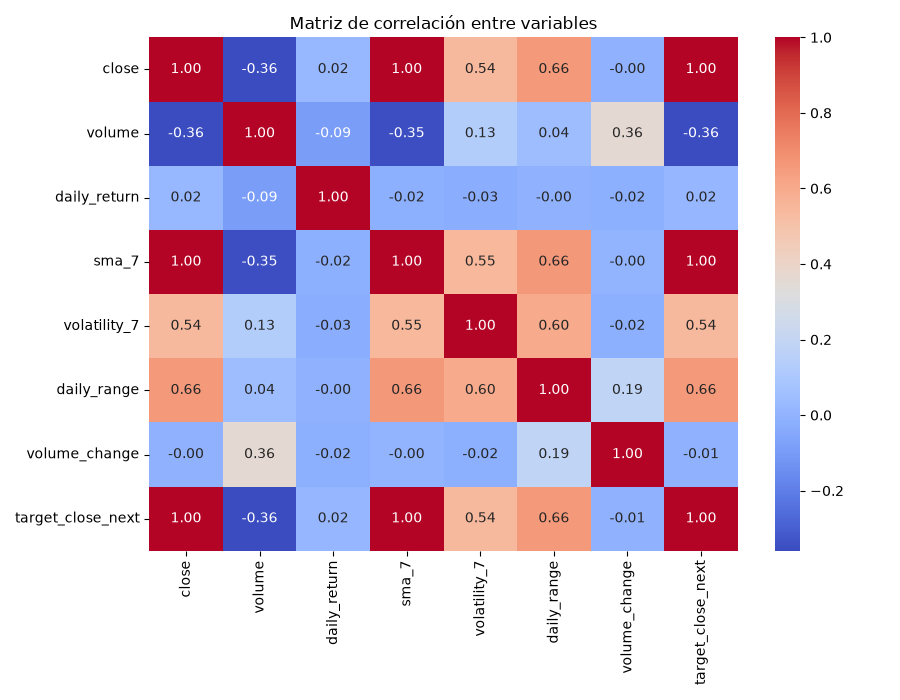 Matriz de correlación entre variables
close 1.00 -0.36 0.02 1.00 0.54 0.66 -0.00 1.00
volume -0.36 1.00 -0.09 -0.35 0.13 0.04 0.36 -0.36
daily_return 0.02 -0.09 1.00 -0.02 -0.03 -0.00 -0.02 0.02
sma_7 1.00 -0.35 -0.02 1.00 0.55 0.66 -0.00 1.00
volatility_7 0.54 0.13 -0.03 0.55 1.00 0.60 -0.02 0.54
daily_range 0.66 0.04 -0.00 0.66 0.60 1.00 0.19 0.66
volume_change -0.00 0.36 -0.02 -0.00 -0.02 0.19 1.00 -0.01
target_close_next 1.00 -0.36 0.02 1.00 0.54 0.66 -0.01 1.00
close
volume
daily_return
sma_7
volatility_7
daily_range
volume_change
target_close_next
1.0
0.8
0.6
0.4
0.2
0.0
−0.2